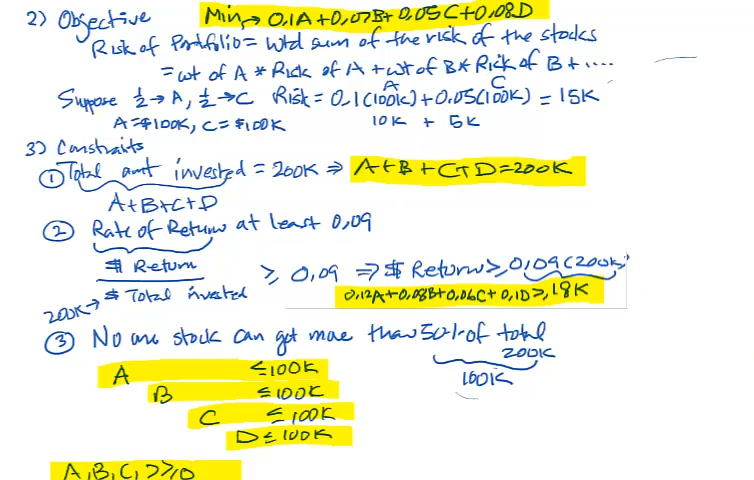 2) Objective Min → 0.1A+0.07B+0.05C+0.08D
Risk of Portfolio = Wtd sum of the risk of the stocks
= wt of A * Risk of A + wt of B * Risk of B + ....
Suppose ½→A, ½→C Risk = 0.1(100K)+0.05(100K) = 15K
A C
A=$100K, C=$100K 10K + 5K
3) Constraints
① Total amt invested = 200K ⇒ A+B+C+D=200K
A+B+C+D
② Rate of Return at least 0.09
$ Return
≥ 0.09 ⇒ $ Return ≥ 0.09(200K)
200K→ $ Total invested 0.12A+0.08B+0.06C+0.1D ≥ 18K
③ No one stock can get more than 50% of total
200K
A ≤100K 100K
B ≤100K
C ≤100K
D ≤100K
A, B, C, ≥0